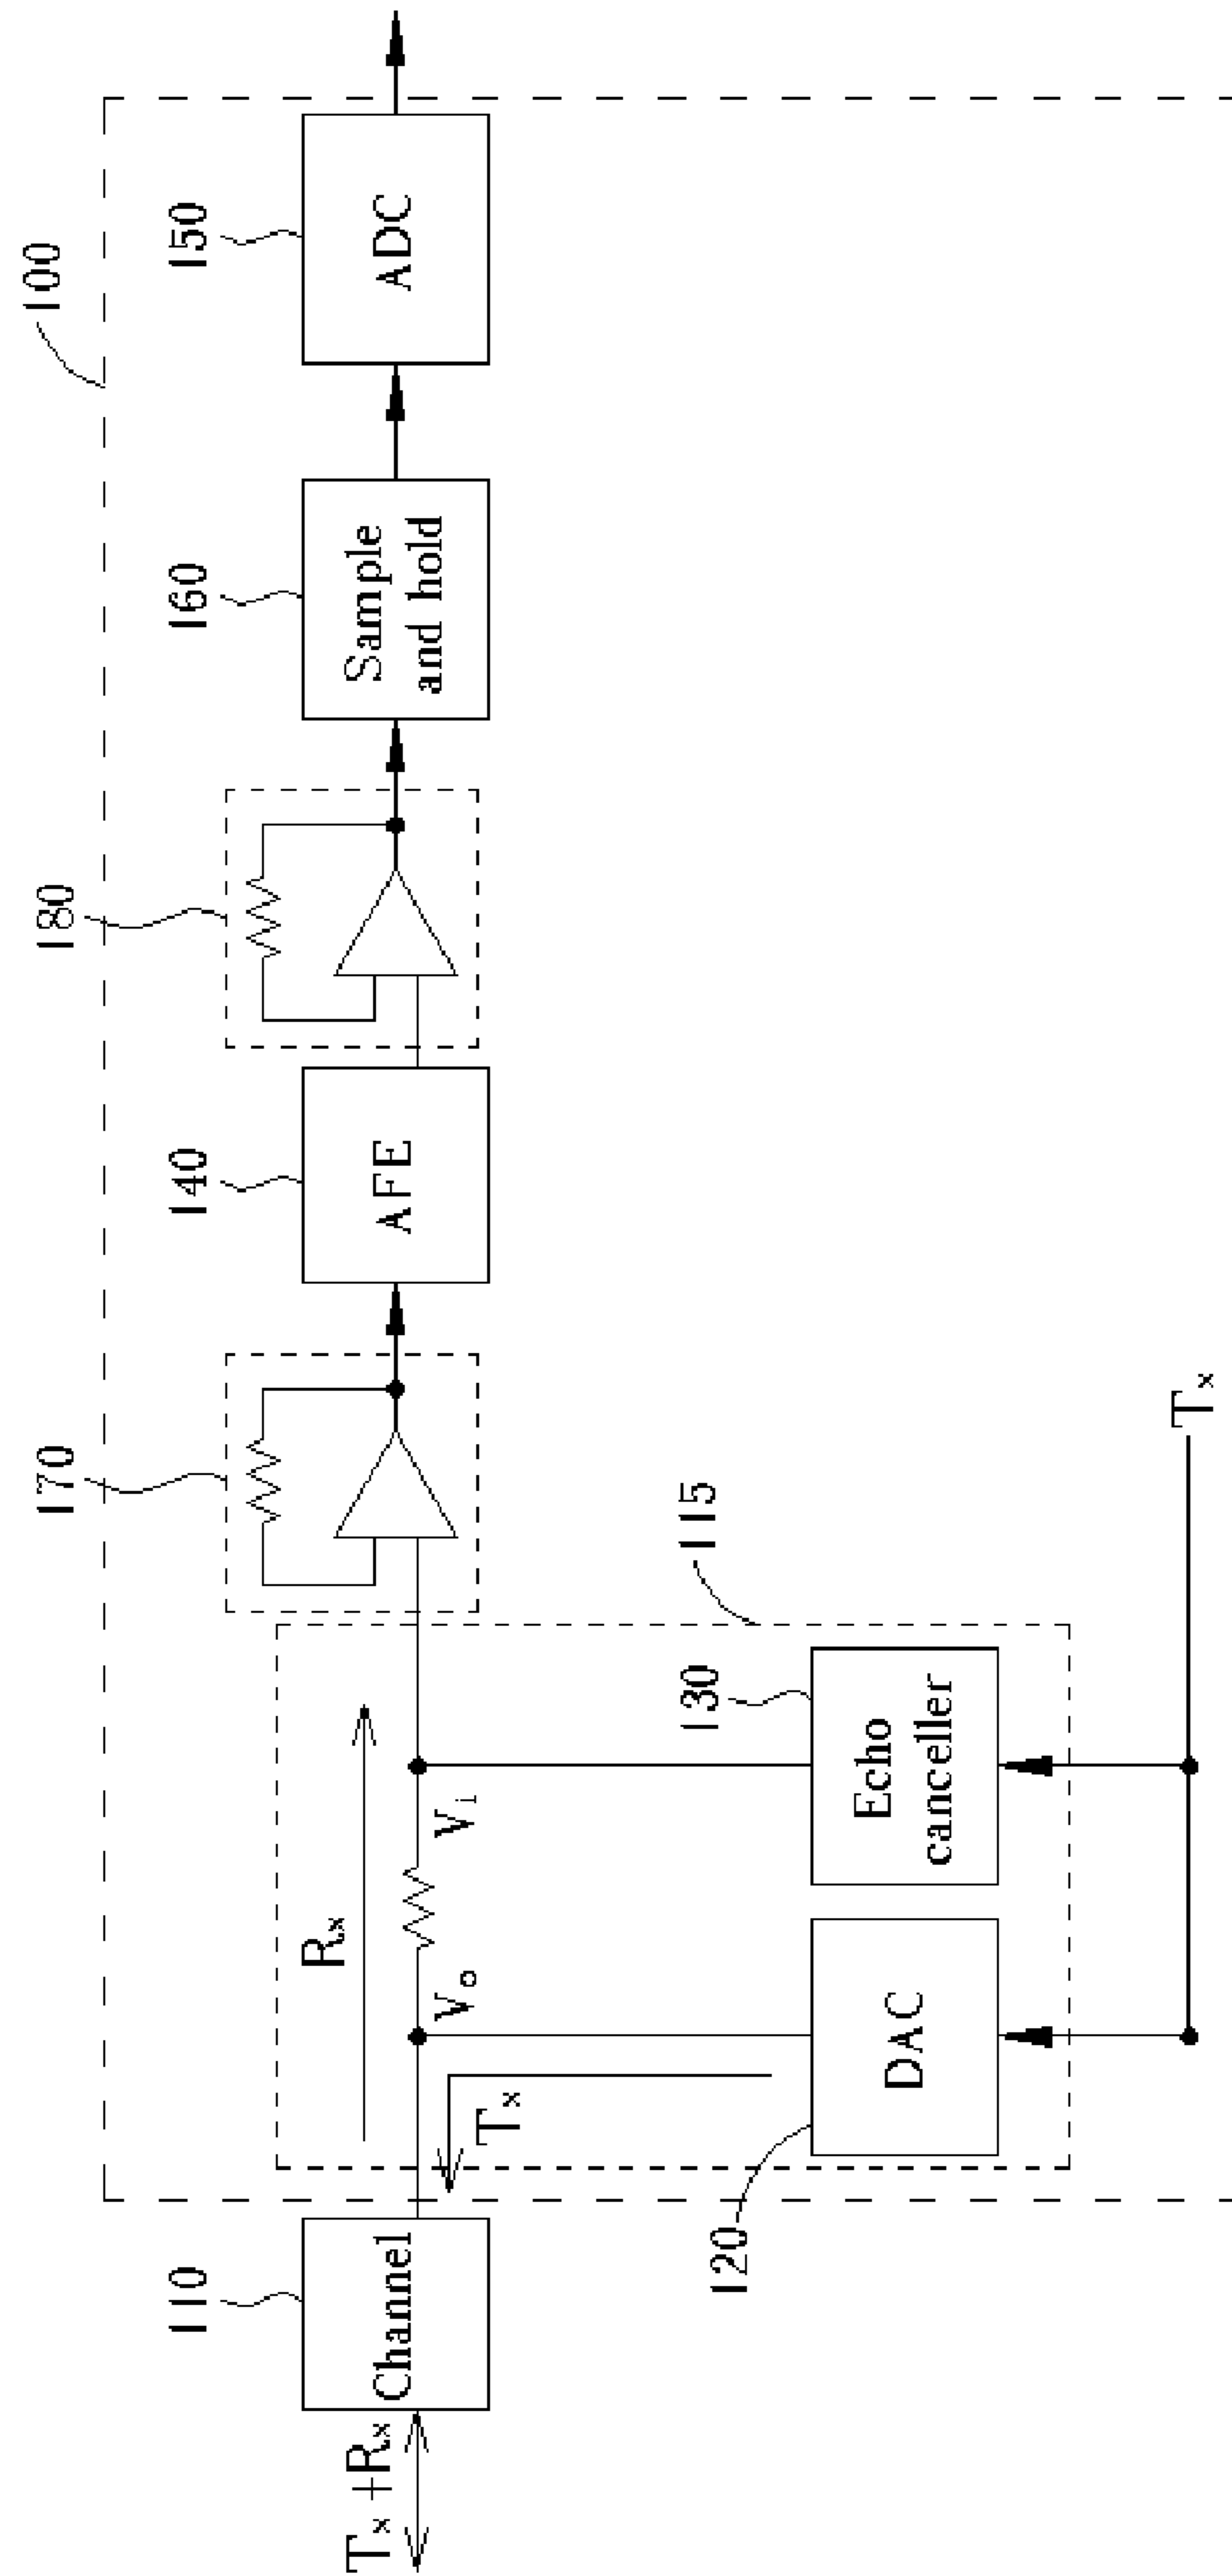 100
170
180
110
140
160
150
Tx +Rx
Channel
Rx
AFE
Sample
and hold
ADC
Vo
Vi
Tx
115
120
130
DAC
Echo
canceller
Tx